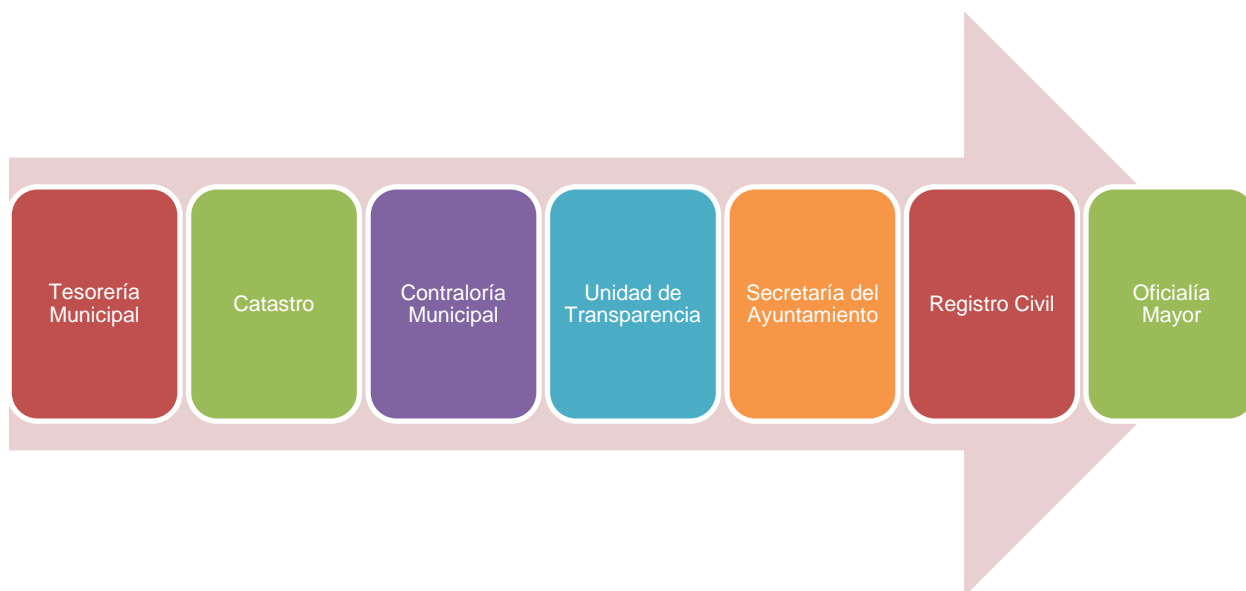 Tesorería
Municipal
Catastro
Contraloría
Municipal
Unidad de
Transparencia
Secretaría del
Ayuntamiento
Registro Civil
Oficialía
Mayor